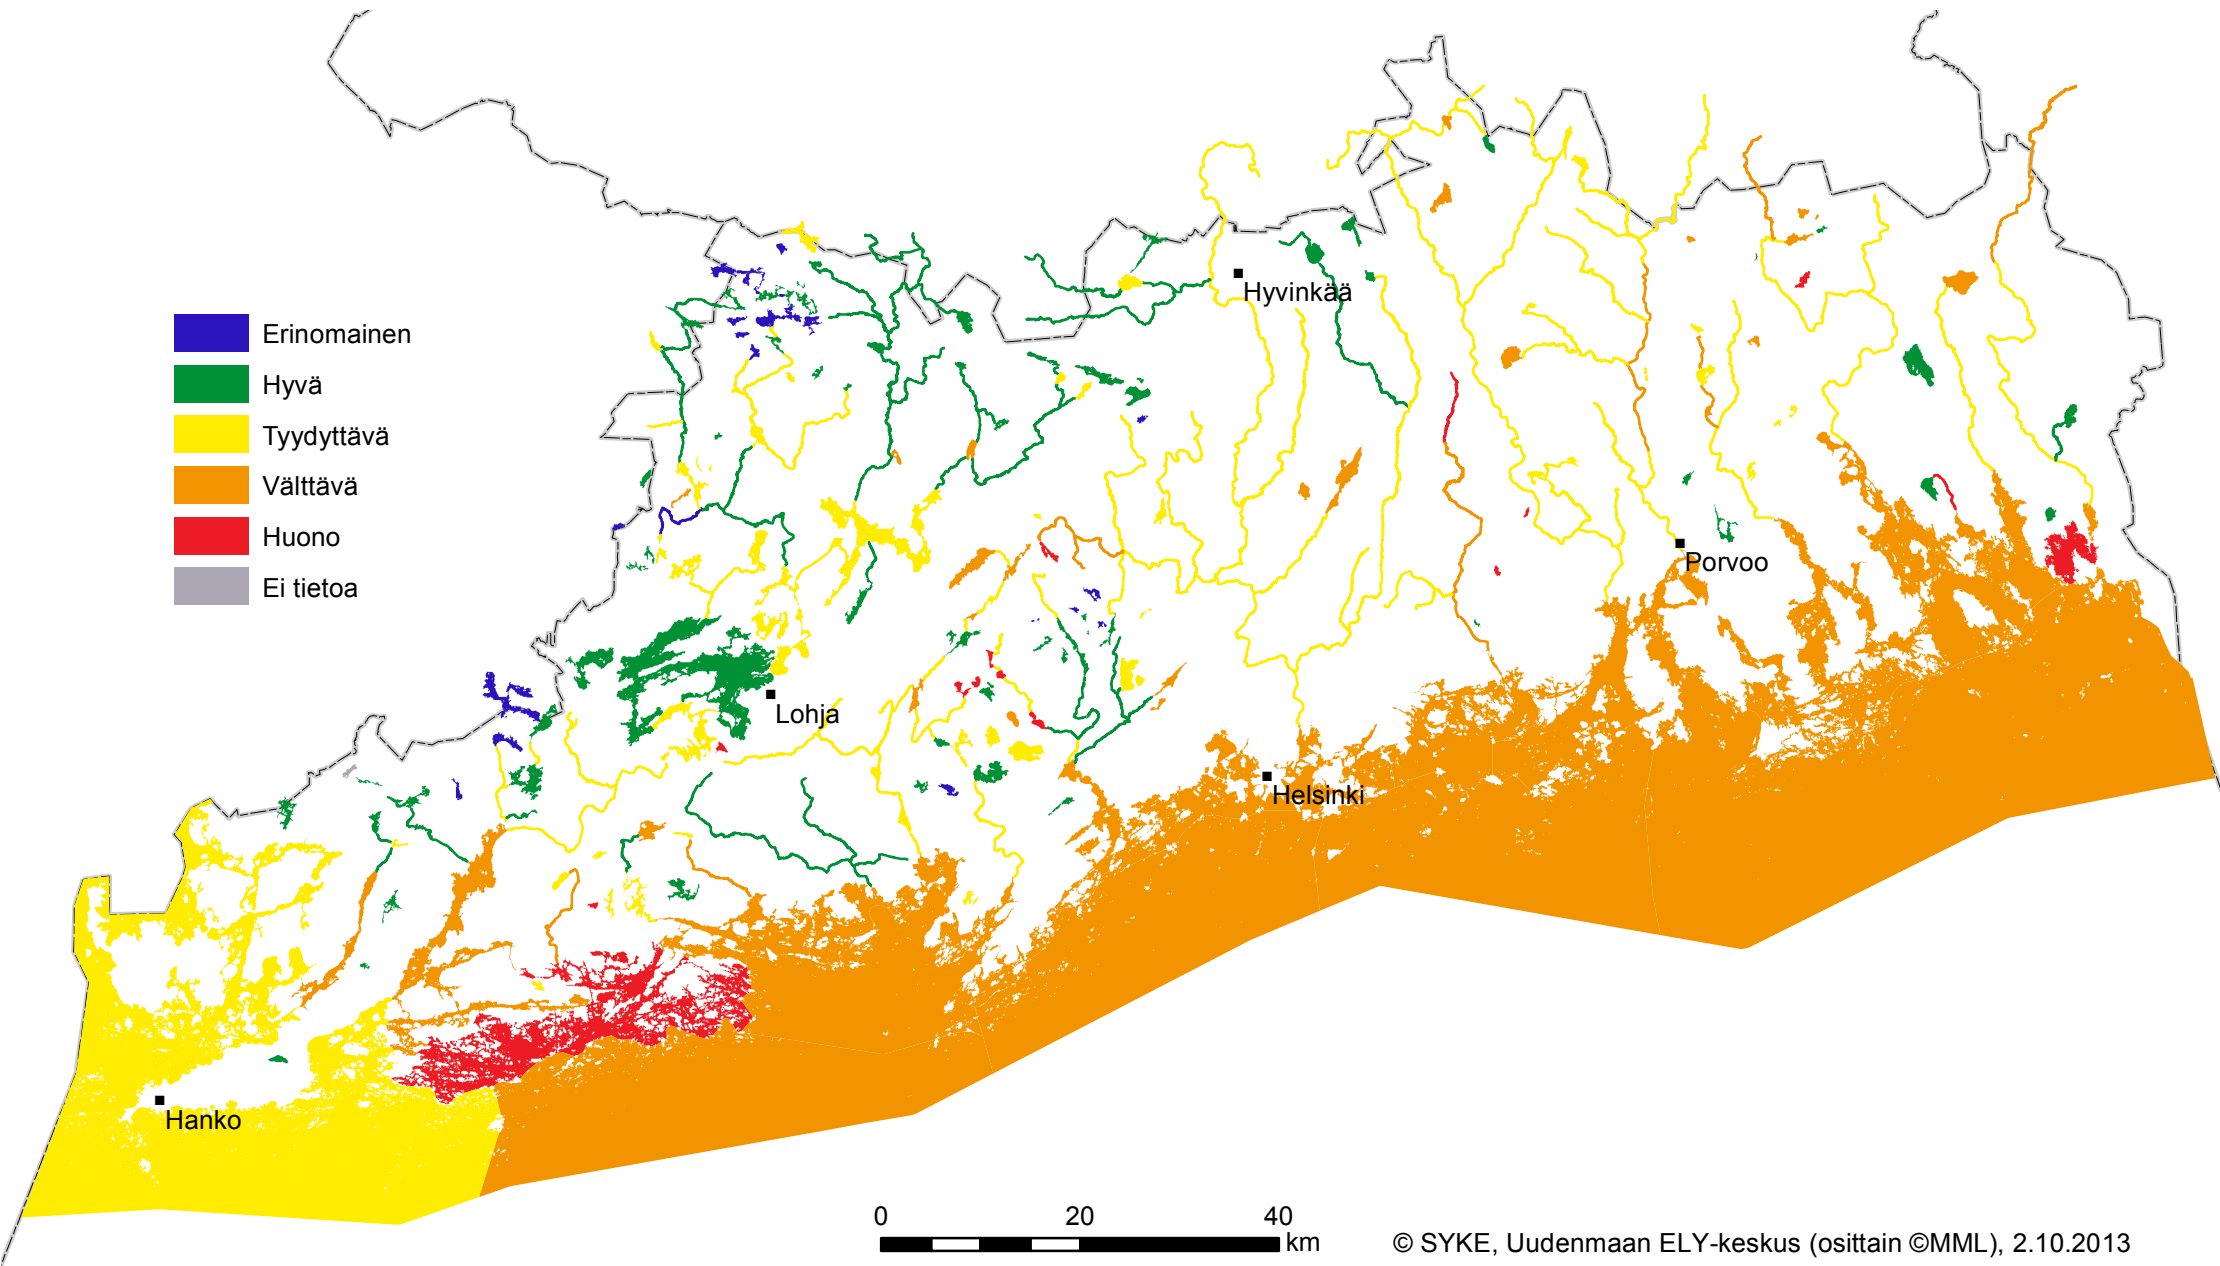 Hyvinkää
Erinomainen
Hyvä
Tyydyttävä
Välttävä
Huono
Ei tietoa
Porvoo
Lohja
Helsinki
Hanko
0 20 40
km
© SYKE, Uudenmaan ELY-keskus (osittain ©MML), 2.10.2013